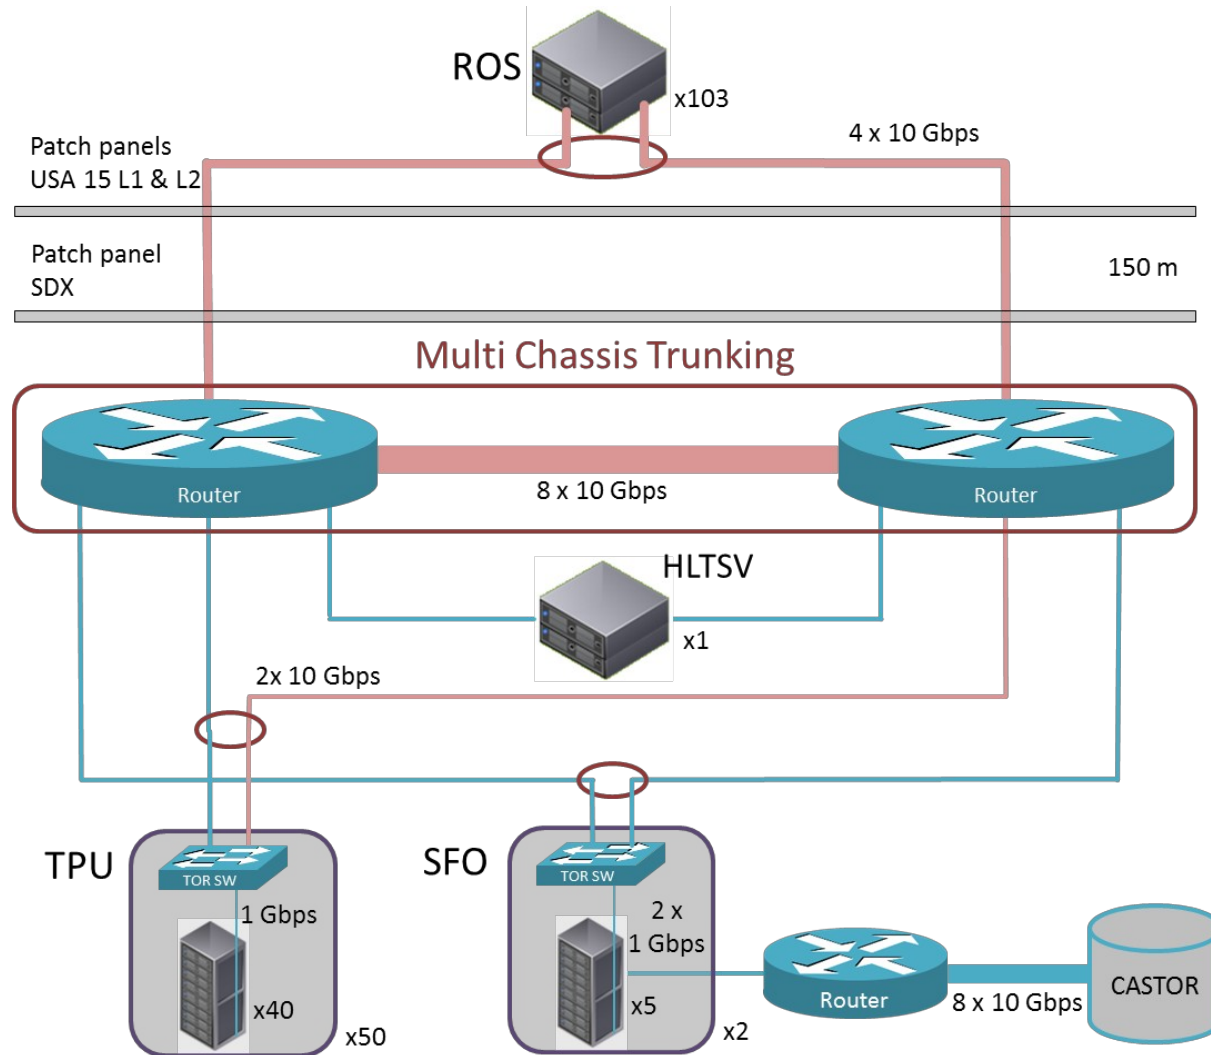 ROS
x103
4 x 10 Gbps
Patch panels
USA 15 L1 & L2
Patch panel
SDX
150 m
Multi Chassis Trunking
Router
8 x 10 Gbps
Router
HLTSV
x1
2x 10 Gbps
TPU
TOR SW
1 Gbps
x40
x50
SFO
TOR SW
2 x
1 Gbps
x5
x2
Router
8 x 10 Gbps
CASTOR